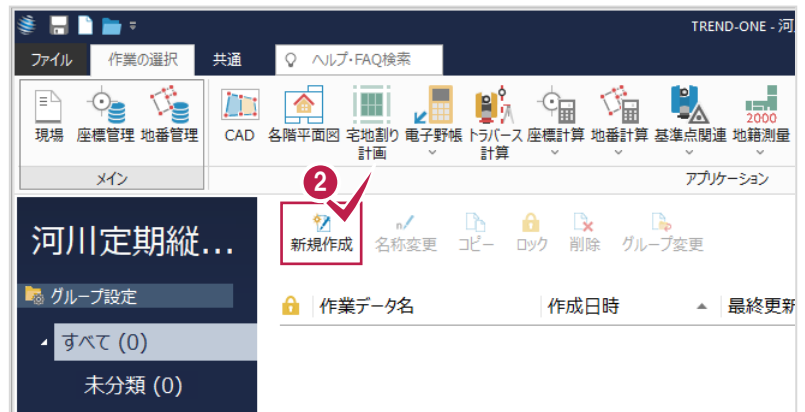 TREND-ONE - 河
ファイル 作業の選択 共通 ヘルプ・FAQ検索
2000
現場 座標管理 地番管理 CAD 各階平面図 宅地割り 電子野帳 トラバース 座標計算 地番計算 基準点関連 地籍測量
計画 計算
メイン アプリケーション
2
新規作成 名称変更 コピー ロック 削除 グループ変更
河川定期縦...
グループ設定
作業データ名 作成日時 最終更新
すべて (0)
未分類 (0)